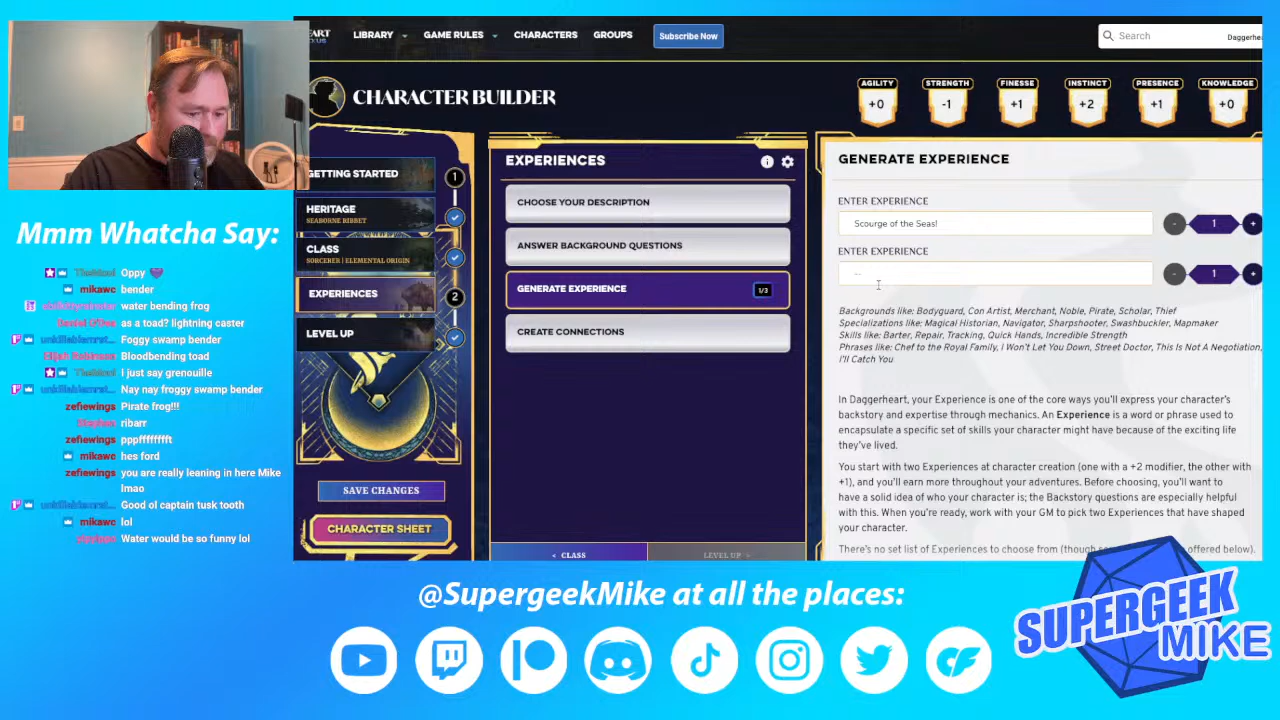 ART
XUS
LIBRARY
GAME RULES
CHARACTERS
GROUPS
Subscribe Now
Search
Daggerhea
CHARACTER BUILDER
AGILITY
+0
STRENGTH
-1
FINESSE
+1
INSTINCT
+2
PRESENCE
+1
KNOWLEDGE
+0
Mmm Whatcha Say:
Oppy
mikawc bender
water bending frog
as a toad? lightning caster
Foggy swamp bender
Bloodbending toad
I just say grenouille
Nay nay froggy swamp bender
zefiewings Pirate frog!!!
ribarr
zefiewings pppfffffffft
mikawc hes ford
zefiewings you are really leaning in here Mike
lmao
Good ol captain tusk tooth
mikawc lol
Water would be so funny lol
GETTING STARTED
1
HERITAGE
SEABORNE RIBBET
CLASS
SORCERER | ELEMENTAL ORIGIN
EXPERIENCES
2
LEVEL UP
SAVE CHANGES
CHARACTER SHEET
EXPERIENCES
CHOOSE YOUR DESCRIPTION
ANSWER BACKGROUND QUESTIONS
GENERATE EXPERIENCE
1/3
CREATE CONNECTIONS
< CLASS
LEVEL UP >
GENERATE EXPERIENCE
ENTER EXPERIENCE
Scourge of the Seas!
- 1 +
ENTER EXPERIENCE
--
- 1 +
Backgrounds like: Bodyguard, Con Artist, Merchant, Noble, Pirate, Scholar, Thief
Specializations like: Magical Historian, Navigator, Sharpshooter, Swashbuckler, Mapmaker
Skills like: Barter, Repair, Tracking, Quick Hands, Incredible Strength
Phrases like: Chef to the Royal Family, I Won't Let You Down, Street Doctor, This Is Not A Negotiation,
I'll Catch You
In Daggerheart, your Experience is one of the core ways you'll express your character's
backstory and expertise through mechanics. An Experience is a word or phrase used to
encapsulate a specific set of skills your character might have because of the exciting life
they've lived.
You start with two Experiences at character creation (one with a +2 modifier, the other with
+1), and you'll earn more throughout your adventures. Before choosing, you'll want to
have a solid idea of who your character is; the Backstory questions are especially helpful
with this. When you're ready, work with your GM to pick two Experiences that have shaped
your character.
There's no set list of Experiences to choose from (though offered below).
@SupergeekMike at all the places:
SUPERGEEK
MIKE